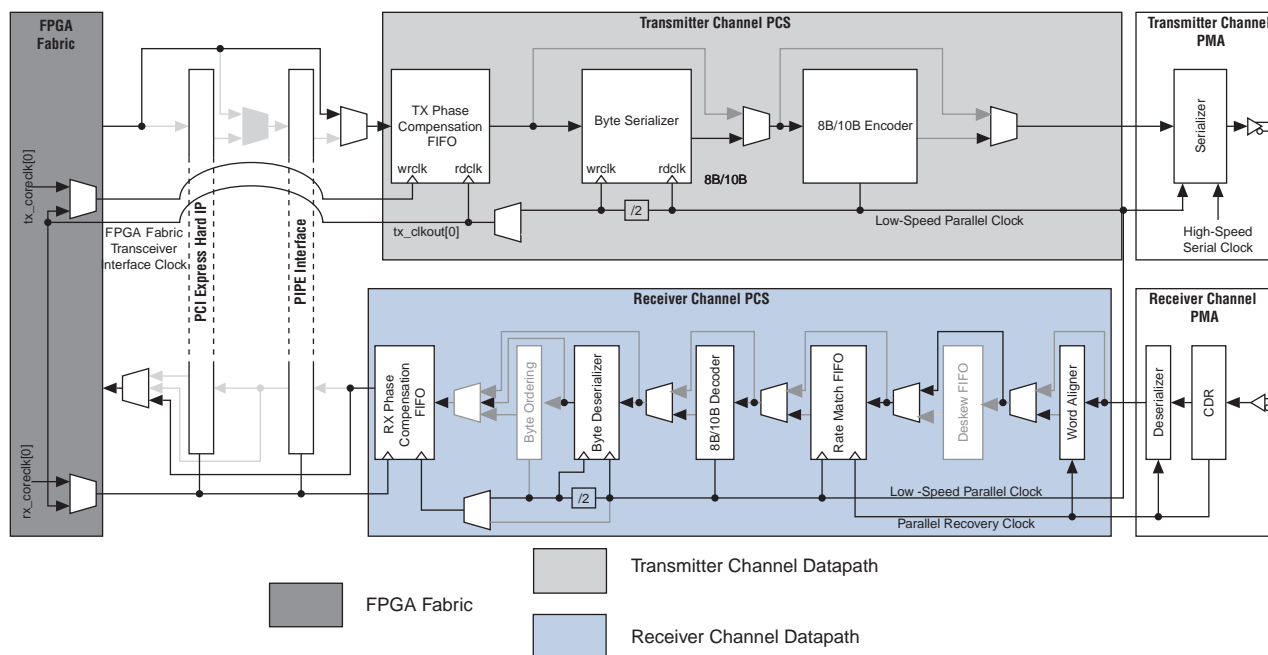 FPGA
Fabric
Transmitter Channel PCS
Transmitter Channel
PMA
TX Phase
Compensation
FIFO
wrclk
rdclk
Byte Serializer
wrclk
rdclk
8B/10B
8B/10B Encoder
Serializer
/2
tx_clkout[0]
Low-Speed Parallel Clock
High-Speed
Serial Clock
tx_coreclk[0]
FPGA Fabric
Transceiver
Interface Clock
PCI Express Hard IP
PIPE Interface
Receiver Channel PCS
Receiver Channel
PMA
RX Phase
Compensation
FIFO
Byte Ordering
Byte Deserializer
8B/10B Decoder
Rate Match FIFO
Deskew FIFO
Word Aligner
Deserializer
CDR
rx_coreclk[0]
/2
Low -Speed Parallel Clock
Parallel Recovery Clock
FPGA Fabric
Transmitter Channel Datapath
Receiver Channel Datapath